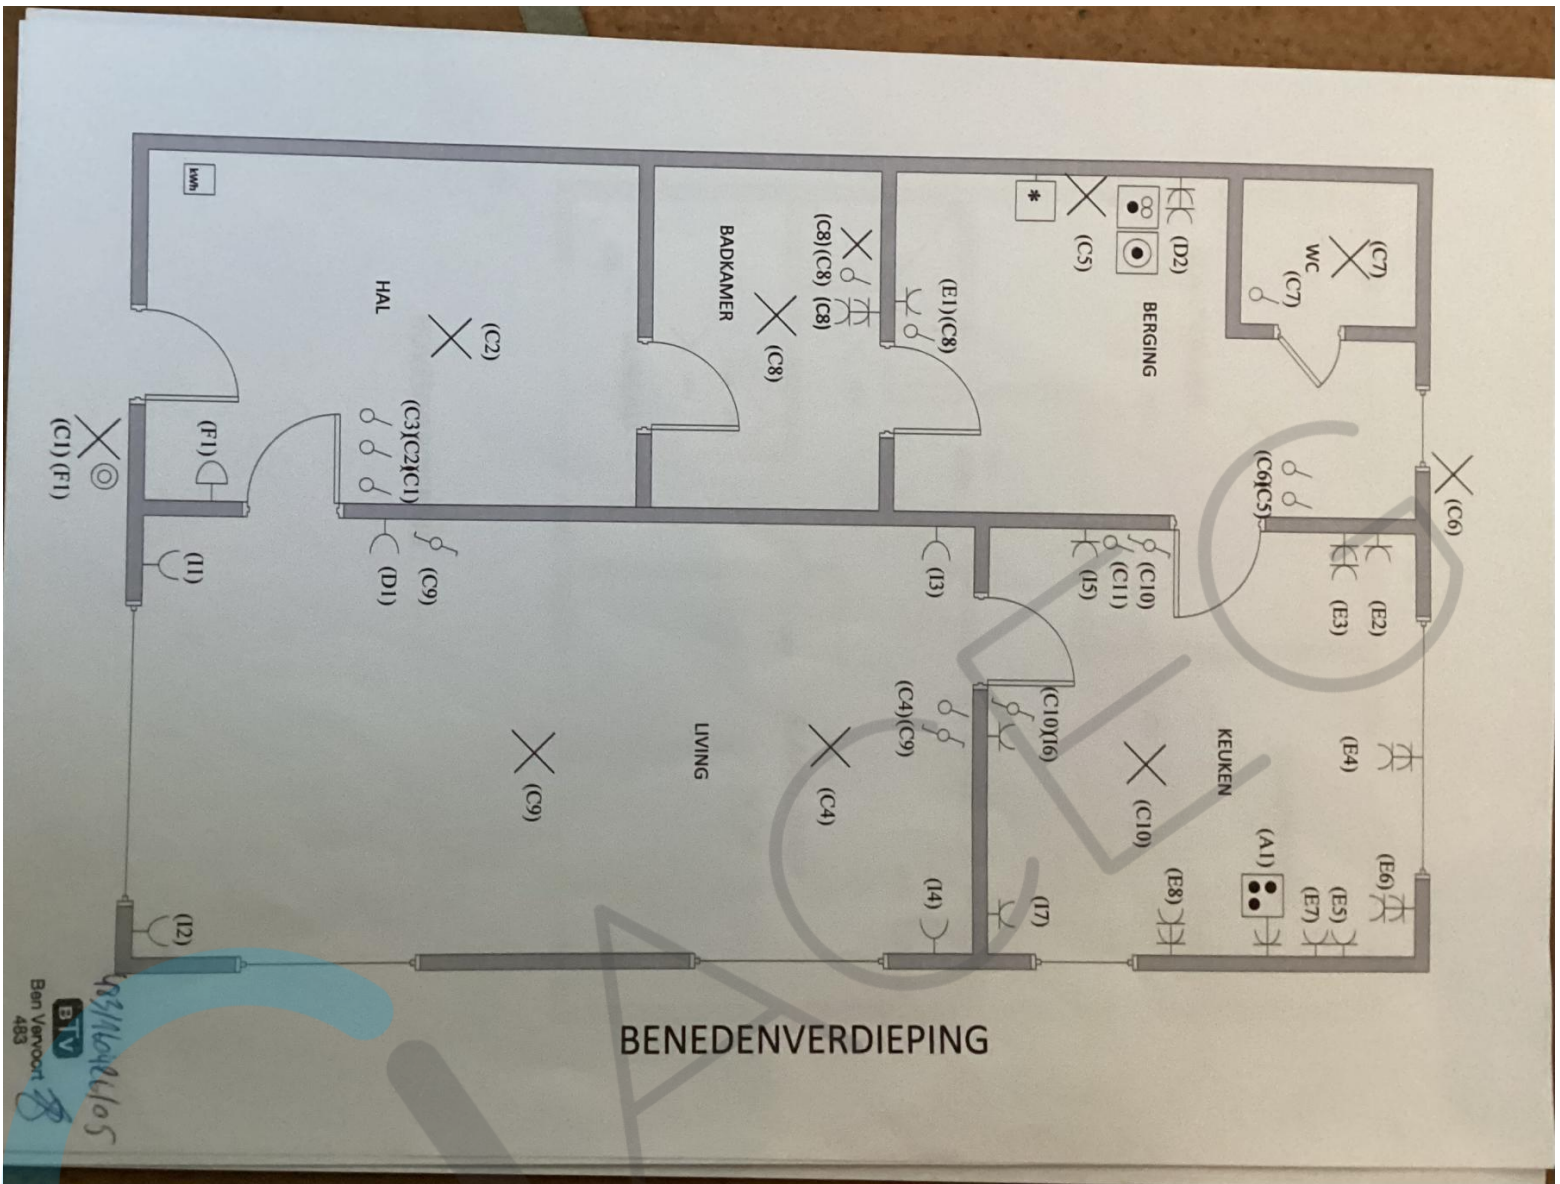 (C7)
WC
(C7)
(C6)
(C6)(C5)
(D2)
(C5)
*
BERGING
(E1)(C8)
(C8)(C8) (C8)
BADKAMER
(C8)
kWh
HAL
(C2)
(C3)(C2)(C1)
(F1)
(C1) (F1)
(I1)
(D1)
(C9)
(I3)
(I5)
(C11)
(C10)
(E3)
(E2)
(C4)(C9)
(C10)(I6)
LIVING
(C9)
(C4)
KEUKEN
(C10)
(E4)
(A1)
(E6)
(E5)
(E7)
(E8)
(I7)
(I4)
(I2)
BENEDENVERDIEPING
BTV
Ben Vervoort
483
ACEG